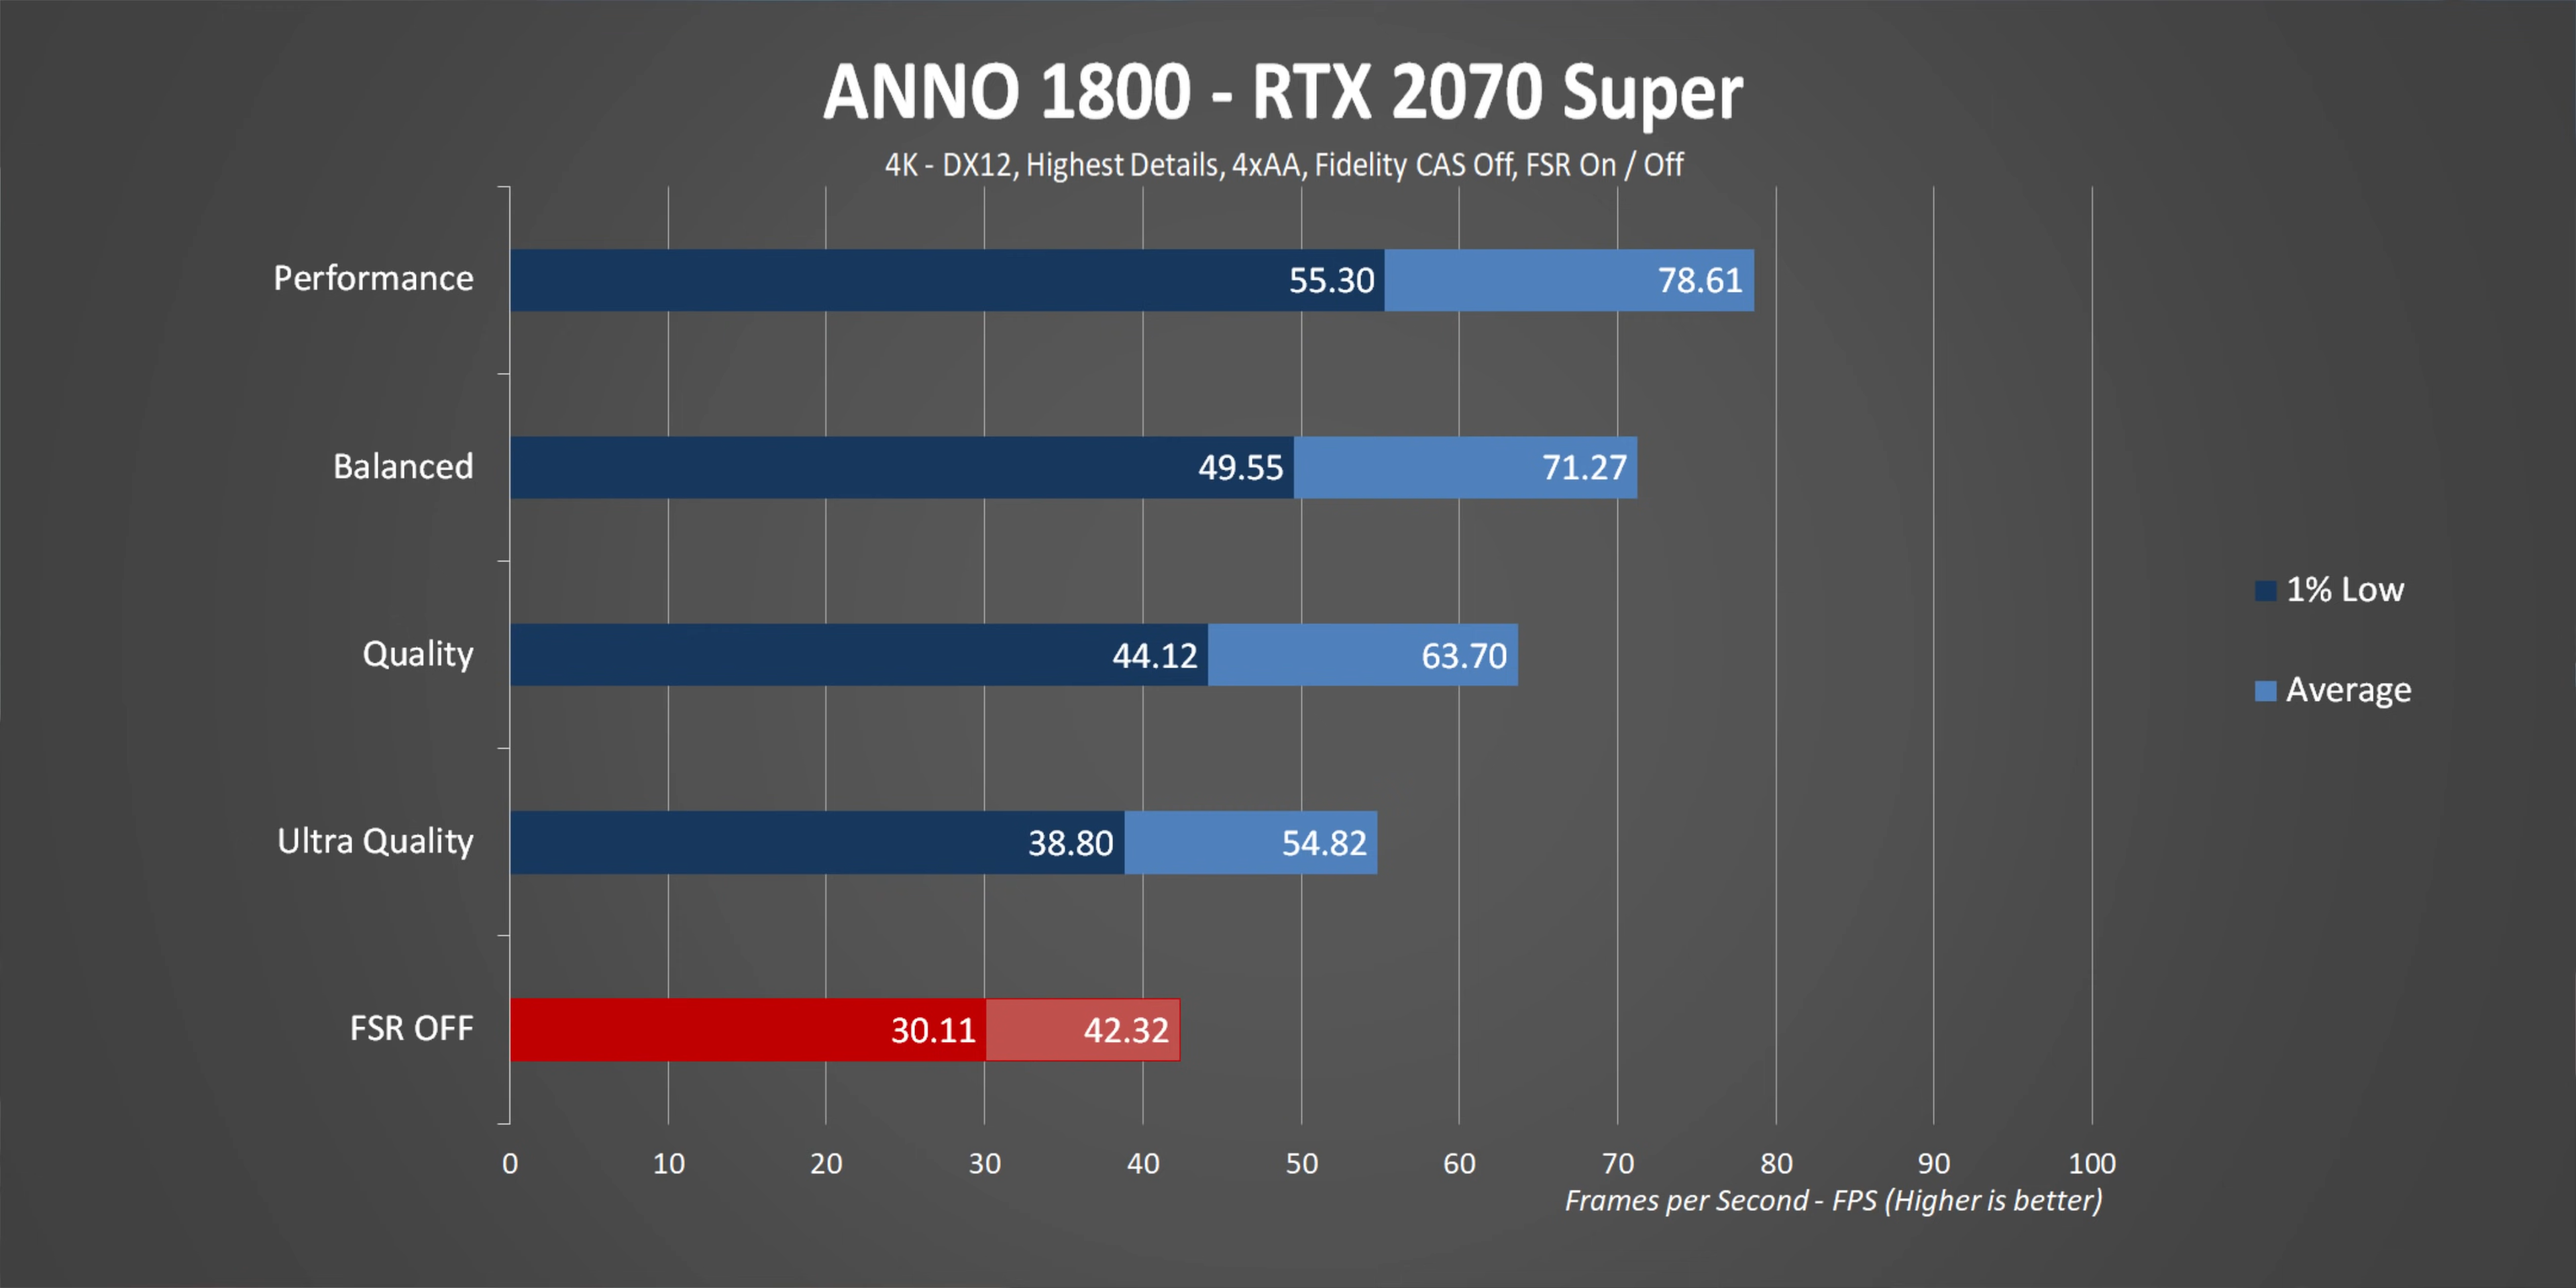 ANNO 1800 - RTX 2070 Super
4K - DX12, Highest Details, 4xAA, Fidelity CAS Off, FSR On / Off
Performance 55.30 78.61
Balanced 49.55 71.27
Quality 44.12 63.70
Ultra Quality 38.80 54.82
FSR OFF 30.11 42.32
1% Low
Average
0 10 20 30 40 50 60 70 80 90 100
Frames per Second - FPS (Higher is better)